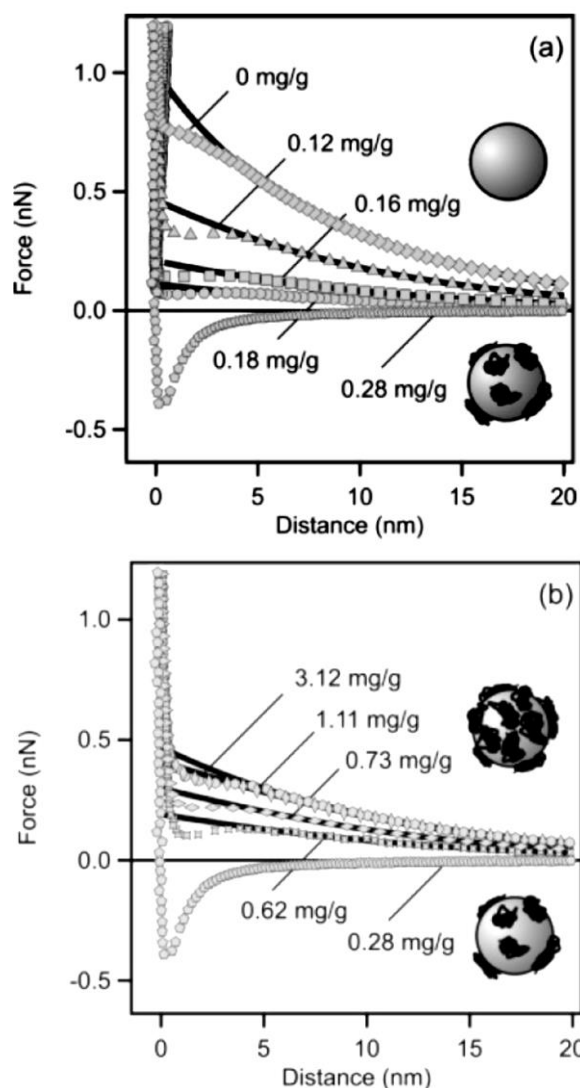 (a)
1.0
0 mg/g
0.12 mg/g
0.5
0.16 mg/g
Force (nN)
0.0
0.18 mg/g
0.28 mg/g
-0.5
0
5
10
15
20
Distance (nm)
(b)
1.0
3.12 mg/g
1.11 mg/g
0.5
0.73 mg/g
Force (nN)
0.0
0.62 mg/g
0.28 mg/g
-0.5
0
5
10
15
20
Distance (nm)